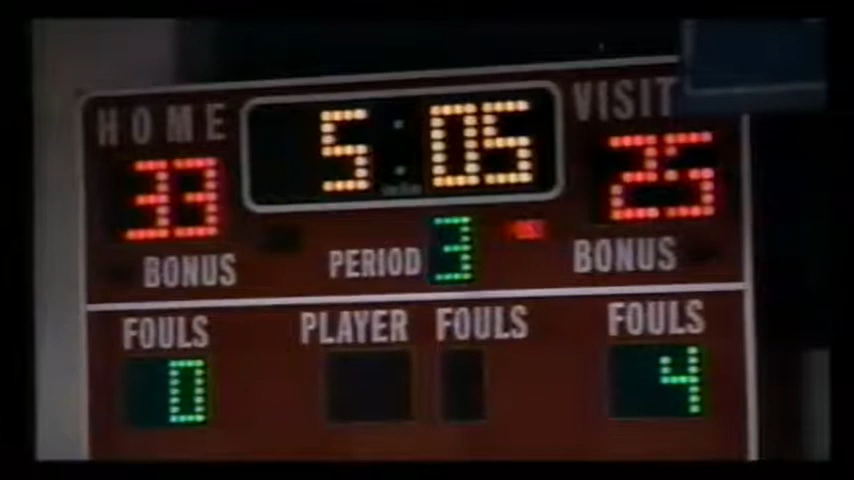 HOME 5:05 VISIT
33 25
BONUS PERIOD 3 BONUS
FOULS PLAYER FOULS FOULS
0 4